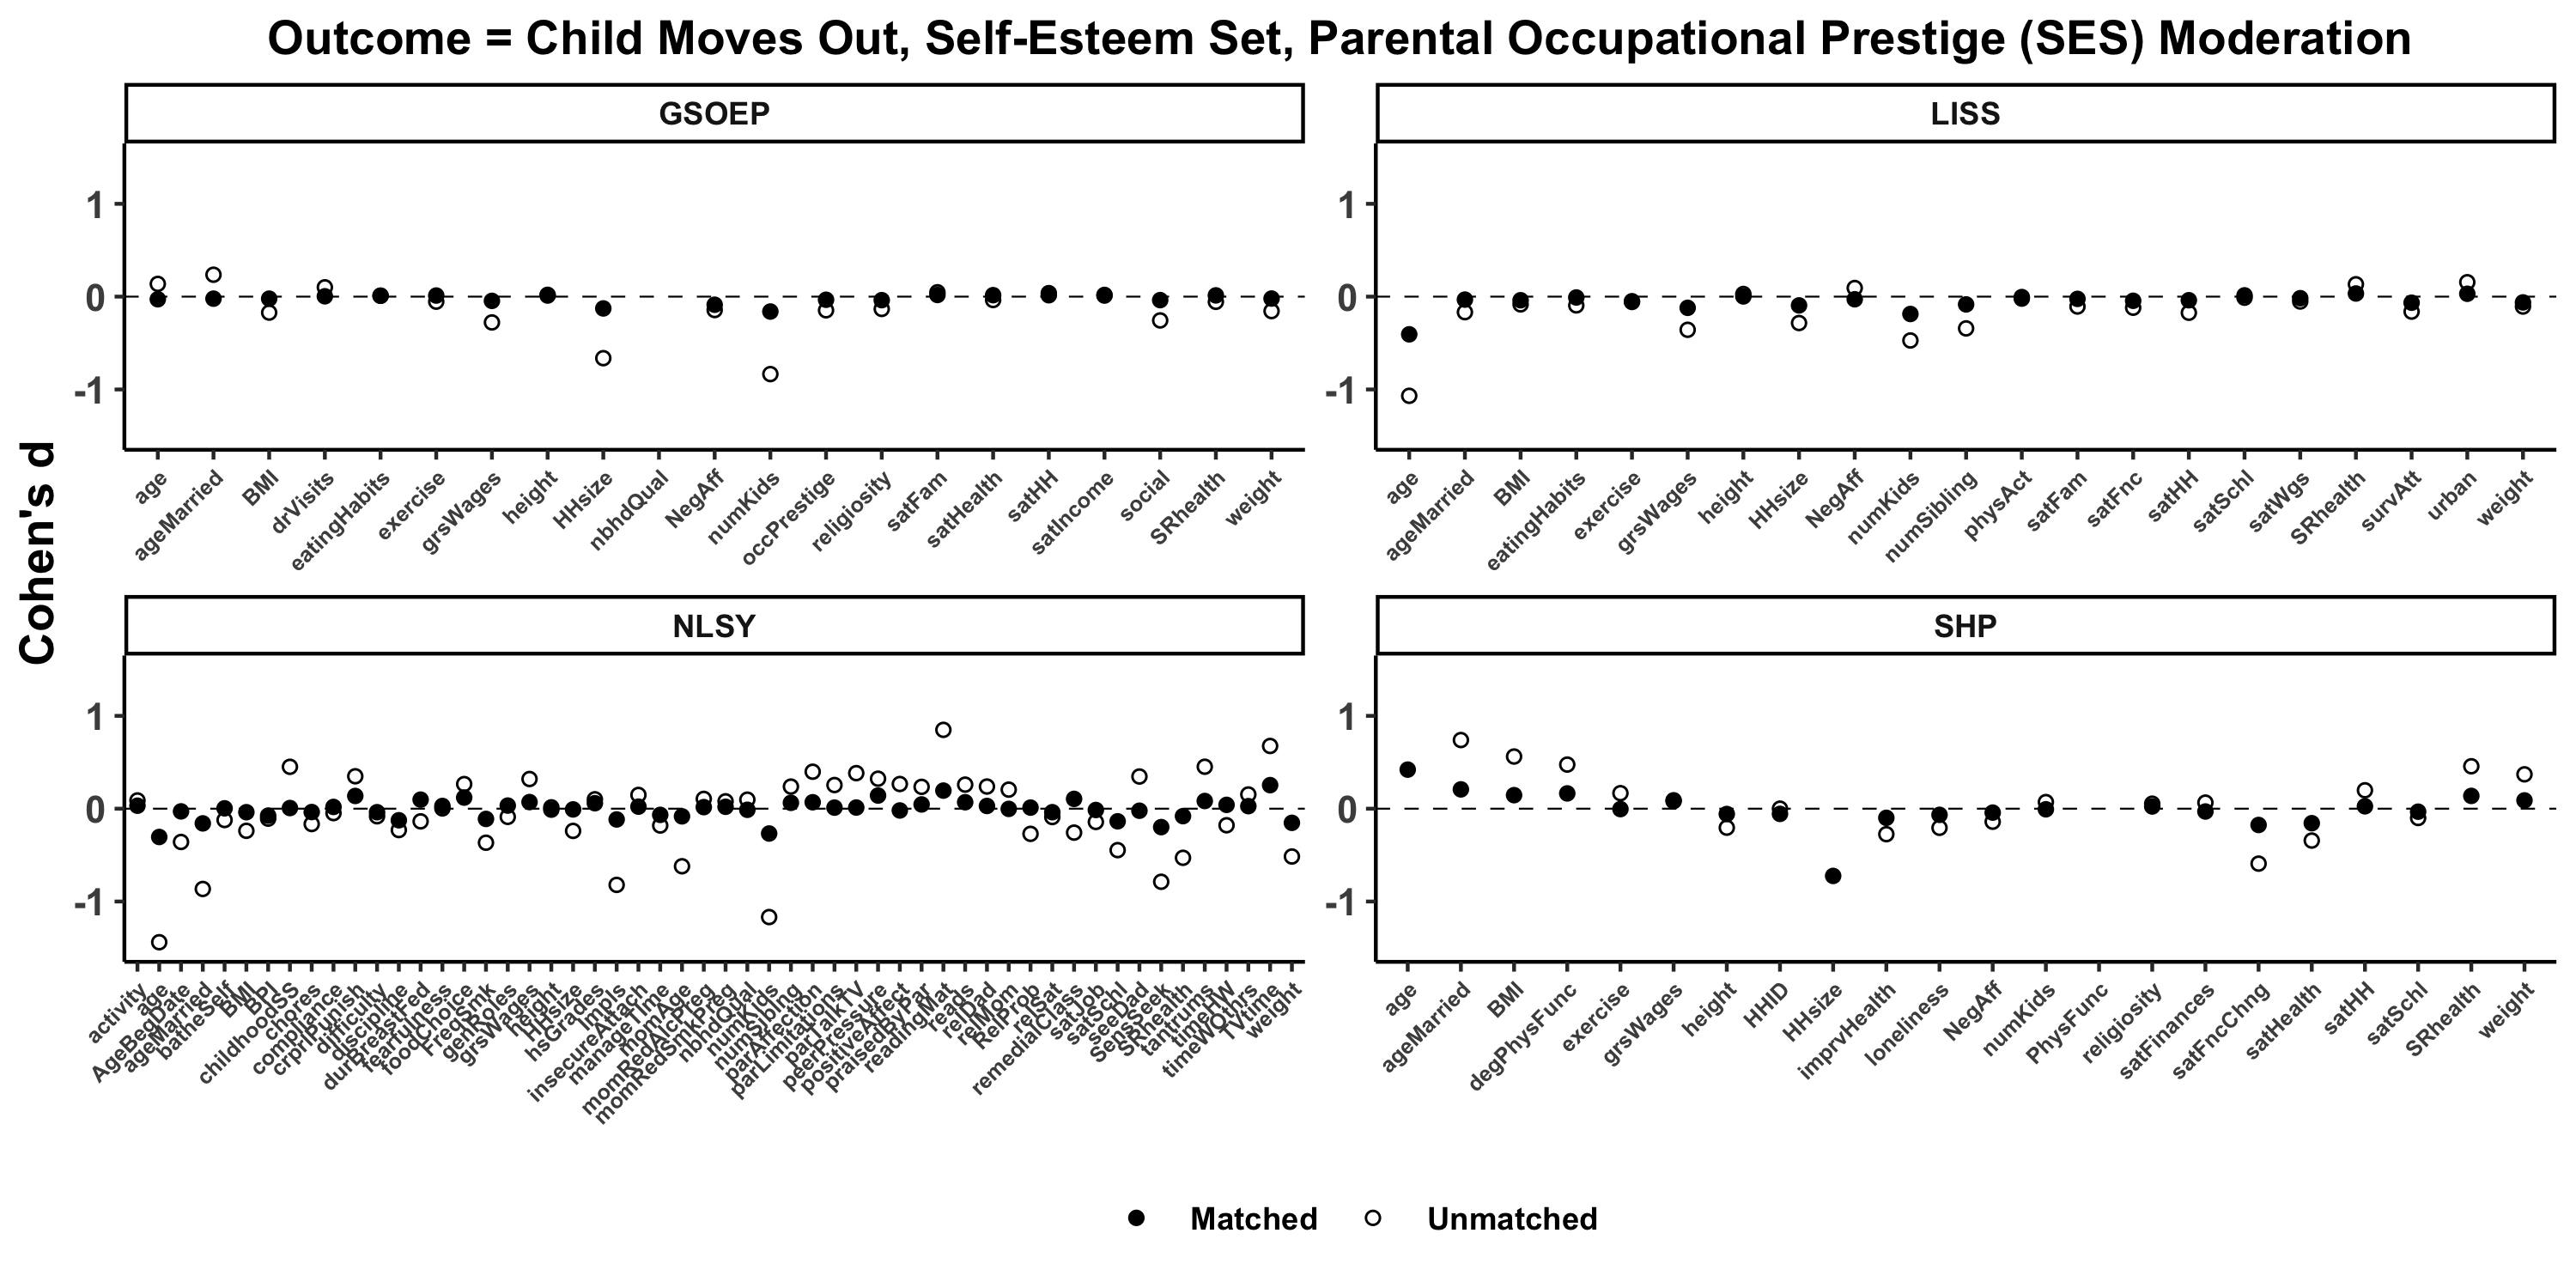 Outcome = Child Moves Out, Self-Esteem Set, Parental Occupational Prestige (SES) Moderation
Cohen's d
GSOEP
1
0
-1
age
ageMarried
BMI
drVisits
eatingHabits
exercise
grsWages
height
HHsize
nbhdQual
NegAff
numKids
occPrestige
religiosity
satFam
satHealth
satHH
satIncome
social
SRhealth
weight
LISS
1
0
-1
age
ageMarried
BMI
eatingHabits
exercise
grsWages
height
HHsize
NegAff
numKids
numSibling
physAct
satFam
satFnc
satHH
satSchl
satWgs
SRhealth
survAtt
urban
weight
NLSY
1
0
-1
activity
age
AgeBegDate
ageMarried
batheSelf
BMI
BPI
childhoodSS
chores
compliance
crprlPunish
difficulty
discipline
durBreastFed
fearfulness
foodChoice
FreqSmk
genRoles
grsWages
height
HHsize
hsGrades
Impls
insecureAttach
manageTime
momAge
momRedAlcPreg
momRedSmkPreg
nbhdQual
numKids
numSibling
parAffection
parLimitations
parTalkTV
peerPressure
positiveAffect
praisedByPar
readingMat
reads
relDad
relMom
RelProb
relSat
remedialClass
satJob
satSchl
seeDad
SensSeek
SRhealth
tantrums
timeHW
timeWOthrs
TVtime
weight
SHP
1
0
-1
age
ageMarried
BMI
degPhysFunc
exercise
grsWages
height
HHID
HHsize
imprvHealth
loneliness
NegAff
numKids
PhysFunc
religiosity
satFinances
satFncChng
satHealth
satHH
satSchl
SRhealth
weight
Matched
Unmatched